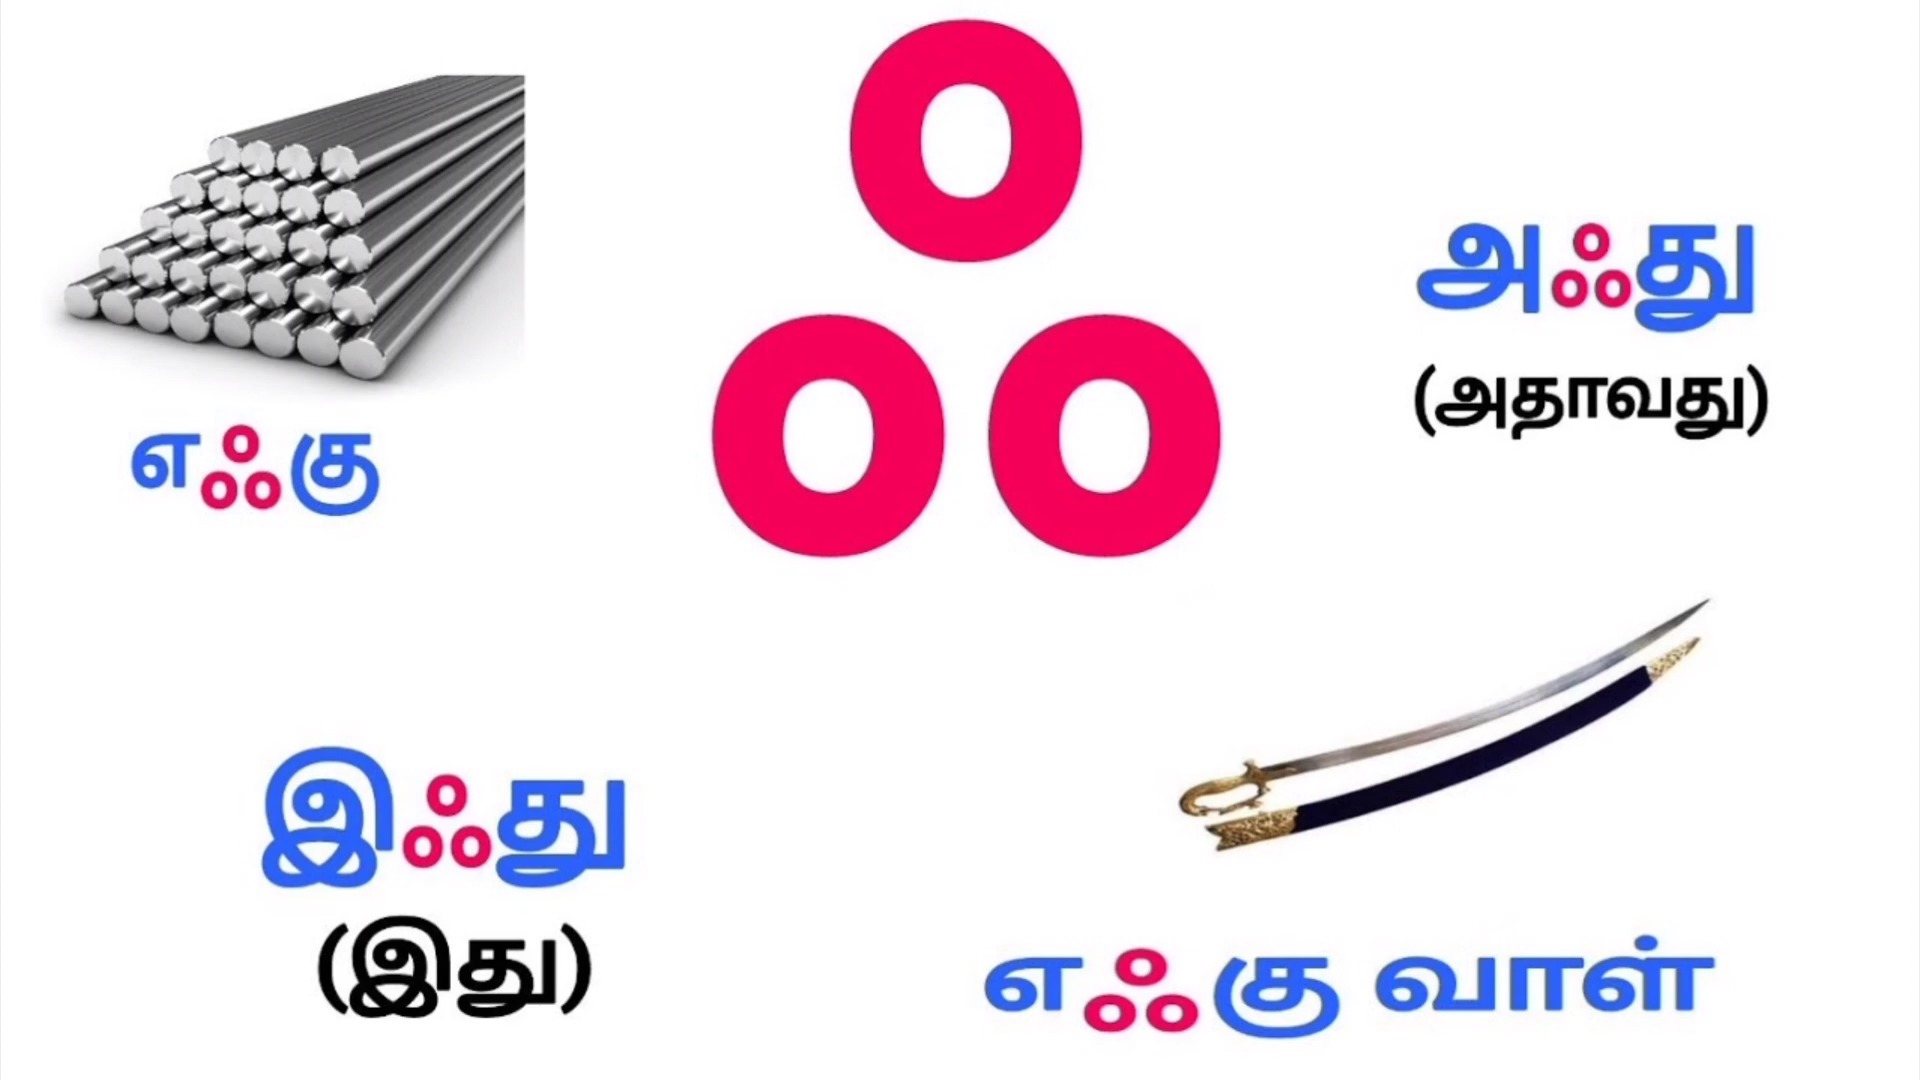 ஃ
அஃது
(அதாவது)
எஃகு
இஃது
(இது)
எஃகு வாள்